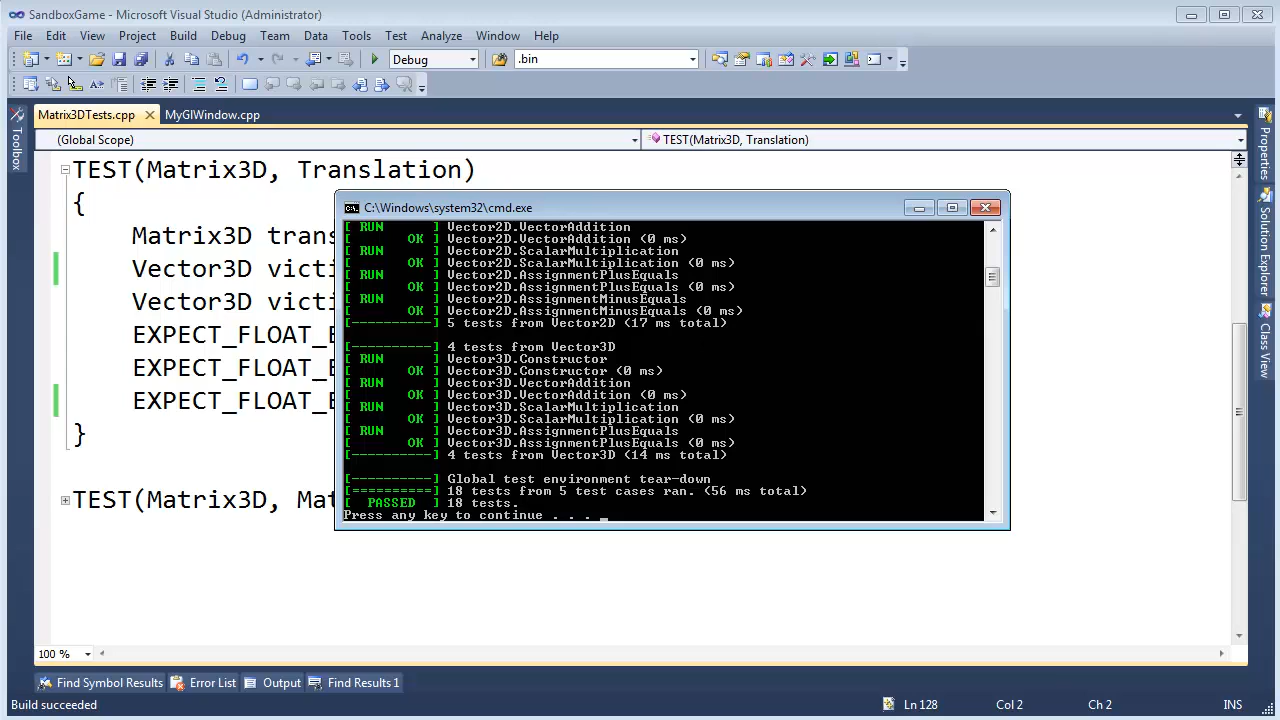 SandboxGame - Microsoft Visual Studio (Administrator)
File Edit View Project Build Debug Team Data Tools Test Analyze Window Help
Debug .bin
Matrix3DTests.cpp MyGlWindow.cpp
(Global Scope) TEST(Matrix3D, Translation)
Toolbox
Properties
Solution Explorer
Class View
TEST(Matrix3D, Translation)
{
Matrix3D trans
Vector3D victi
Vector3D victi
EXPECT_FLOAT_E
EXPECT_FLOAT_E
EXPECT_FLOAT_E
}
TEST(Matrix3D, Ma
C:\Windows\system32\cmd.exe
[ RUN      ] Vector2D.VectorAddition
[       OK ] Vector2D.VectorAddition (0 ms)
[ RUN      ] Vector2D.ScalarMultiplication
[       OK ] Vector2D.ScalarMultiplication (0 ms)
[ RUN      ] Vector2D.AssignmentPlusEquals
[       OK ] Vector2D.AssignmentPlusEquals (0 ms)
[ RUN      ] Vector2D.AssignmentMinusEquals
[       OK ] Vector2D.AssignmentMinusEquals (0 ms)
[----------] 5 tests from Vector2D (17 ms total)
[----------] 4 tests from Vector3D
[ RUN      ] Vector3D.Constructor
[       OK ] Vector3D.Constructor (0 ms)
[ RUN      ] Vector3D.VectorAddition
[       OK ] Vector3D.VectorAddition (0 ms)
[ RUN      ] Vector3D.ScalarMultiplication
[       OK ] Vector3D.ScalarMultiplication (0 ms)
[ RUN      ] Vector3D.AssignmentPlusEquals
[       OK ] Vector3D.AssignmentPlusEquals (0 ms)
[----------] 4 tests from Vector3D (14 ms total)
[----------] Global test environment tear-down
[==========] 18 tests from 5 test cases ran. (56 ms total)
[  PASSED  ] 18 tests.
Press any key to continue . . . _
100 %
Find Symbol Results Error List Output Find Results 1
Build succeeded Ln 128 Col 2 Ch 2 INS